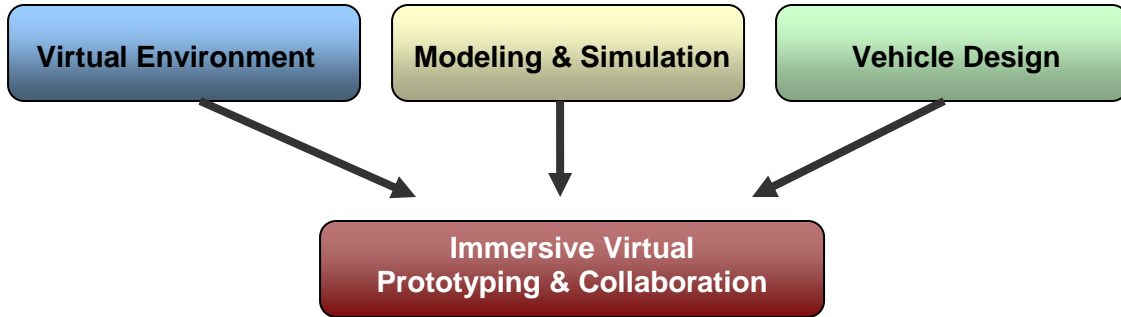 Virtual Environment
Modeling & Simulation
Vehicle Design
Immersive Virtual
Prototyping & Collaboration